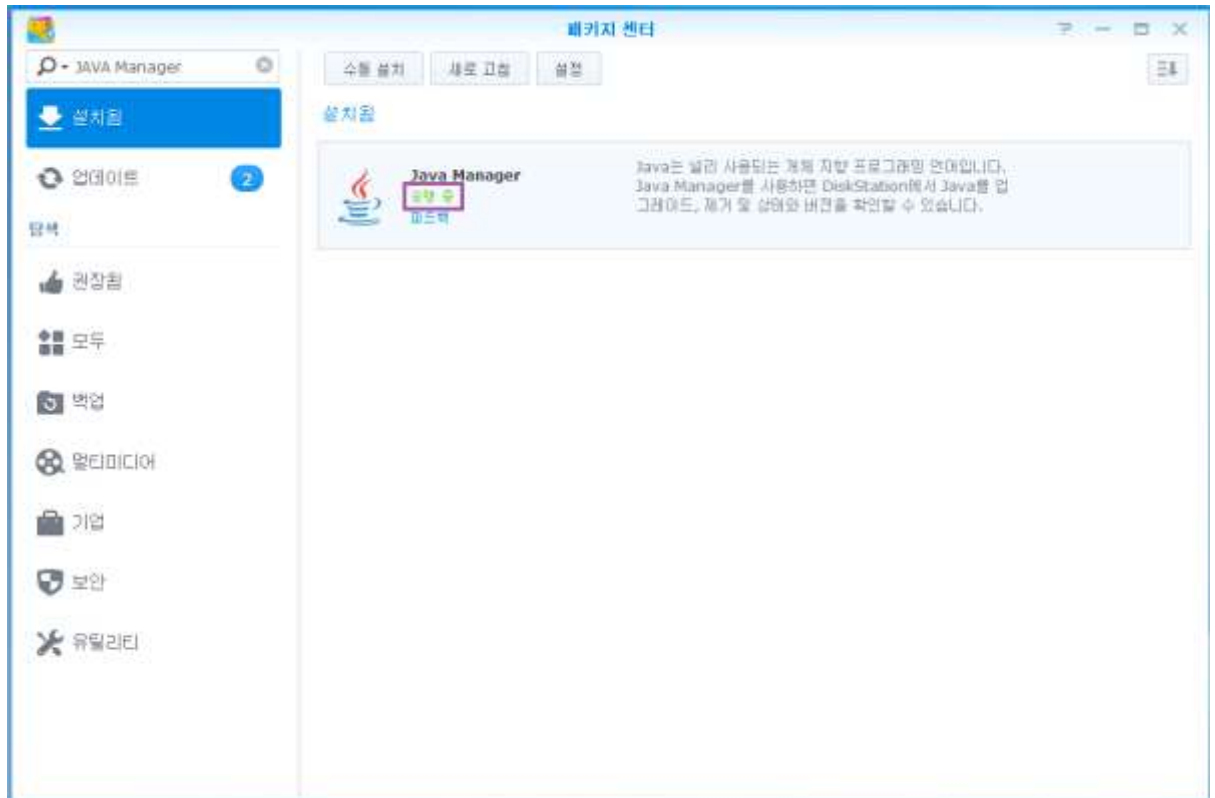 패키지 센터
JAVA Manager
수동 설치
새로 고침
설정
설치됨
설치됨
업데이트
2
Java Manager
실행 중
피드백
Java는 널리 사용되는 개체 지향 프로그래밍 언어입니다.
Java Manager를 사용하면 DiskStation에서 Java를 업
그레이드, 제거 및 상태와 버전을 확인할 수 있습니다.
탐색
권장됨
모두
백업
멀티미디어
기업
보안
유틸리티